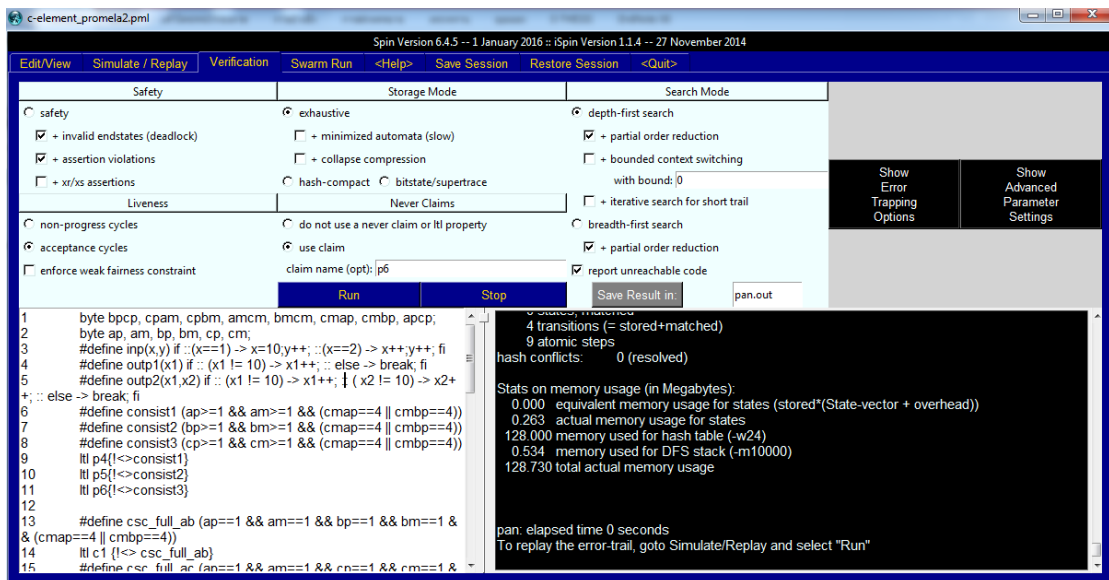 c-element_promela2.pml
Spin Version 6.4.5 -- 1 January 2016 :: iSpin Version 1.1.4 -- 27 November 2014
Edit/View Simulate / Replay Verification Swarm Run <Help> Save Session Restore Session <Quit>
Safety Storage Mode Search Mode
safety exhaustive depth-first search
+ invalid endstates (deadlock) + minimized automata (slow) + partial order reduction
+ assertion violations + collapse compression + bounded context switching
+ xr/xs assertions hash-compact bitstate/supertrace with bound: 0
Liveness Never Claims + iterative search for short trail
non-progress cycles do not use a never claim or ltl property breadth-first search
acceptance cycles use claim + partial order reduction
enforce weak fairness constraint claim name (opt): p6 report unreachable code
Run Stop Save Result in: pan.out
Show
Error
Trapping
Options
Show
Advanced
Parameter
Settings
1 byte bpcp, cpam, cpbm, amcm, bmcm, cmap, cmbp, apcp;
2 byte ap, am, bp, bm, cp, cm;
3 #define inp(x,y) if ::(x==1) -> x=10;y++; ::(x==2) -> x++;y++; fi
4 #define outp1(x1) if :: (x1 != 10) -> x1++; :: else -> break; fi
5 #define outp2(x1,x2) if :: (x1 != 10) -> x1++; :: ( x2 != 10) -> x2+
+; :: else -> break; fi
6 #define consist1 (ap>=1 && am>=1 && (cmap==4 || cmbp==4))
7 #define consist2 (bp>=1 && bm>=1 && (cmap==4 || cmbp==4))
8 #define consist3 (cp>=1 && cm>=1 && (cmap==4 || cmbp==4))
9 ltl p4{!<>consist1}
10 ltl p5{!<>consist2}
11 ltl p6{!<>consist3}
12
13 #define csc_full_ab (ap==1 && am==1 && bp==1 && bm==1 &
& (cmap==4 || cmbp==4))
14 ltl c1 {!<> csc_full_ab}
15 #define csc_full_ac (ap==1 && am==1 && cp==1 && cm==1 &
0 states, matched
4 transitions (= stored+matched)
9 atomic steps
hash conflicts: 0 (resolved)
Stats on memory usage (in Megabytes):
0.000 equivalent memory usage for states (stored*(State-vector + overhead))
0.263 actual memory usage for states
128.000 memory used for hash table (-w24)
0.534 memory used for DFS stack (-m10000)
128.730 total actual memory usage
pan: elapsed time 0 seconds
To replay the error-trail, goto Simulate/Replay and select "Run"